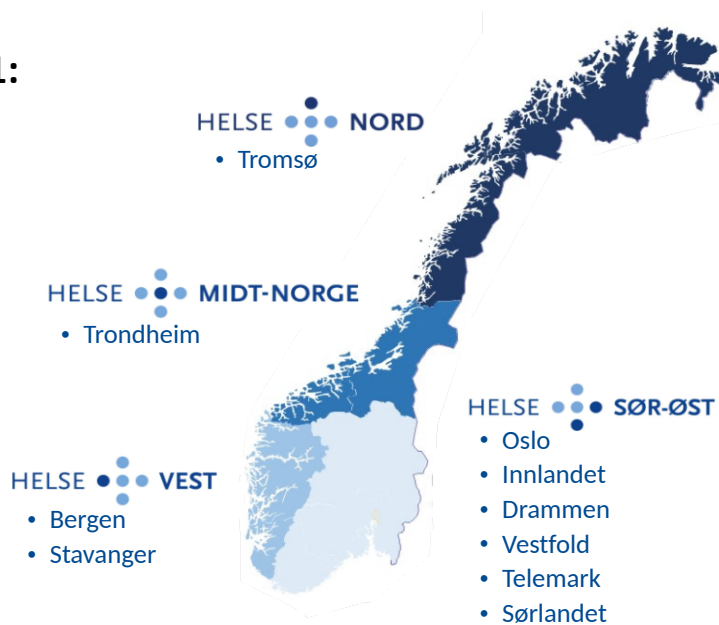 1:
HELSE NORD
• Tromsø
HELSE MIDT-NORGE
• Trondheim
HELSE SØR-ØST
• Oslo
• Innlandet
• Drammen
• Vestfold
• Telemark
• Sørlandet
HELSE VEST
• Bergen
• Stavanger